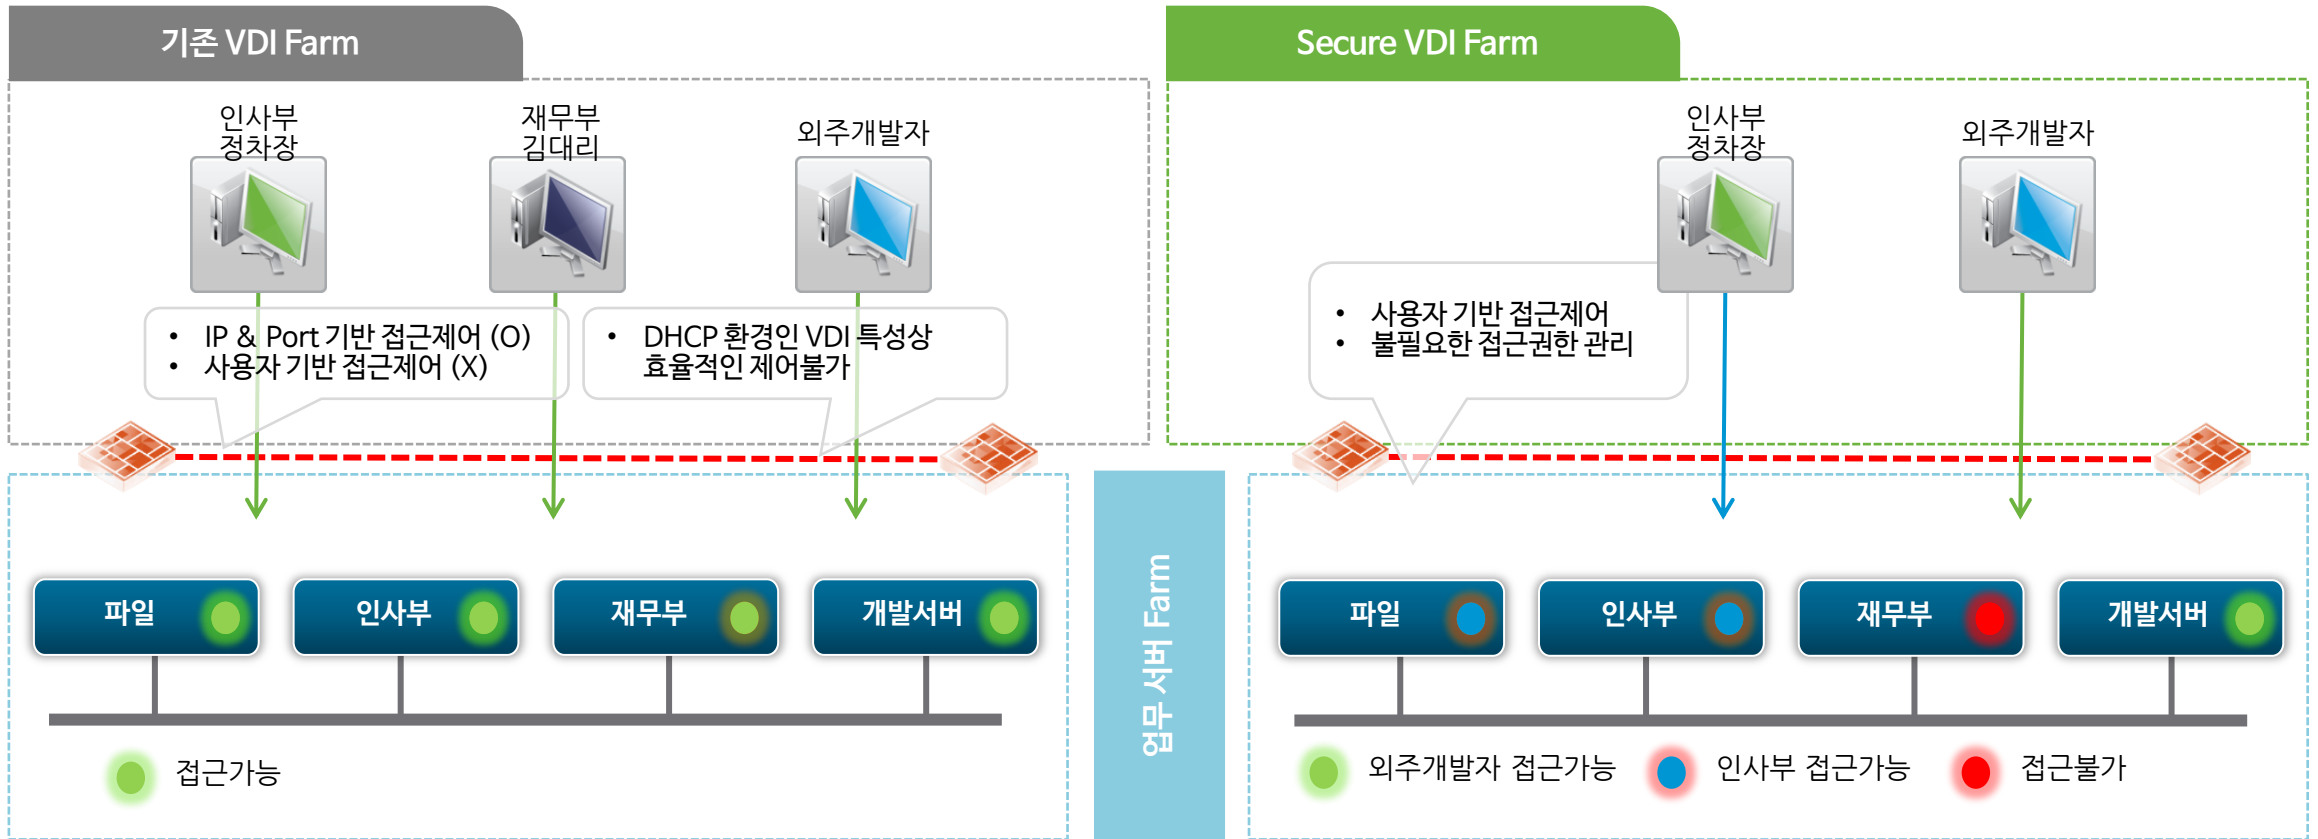 기존 VDI Farm
인사부
정차장
재무부
김대리
외주개발자
• IP & Port 기반 접근제어 (O)
• 사용자 기반 접근제어 (X)
• DHCP 환경인 VDI 특성상
효율적인 제어불가
파일
인사부
재무부
개발서버
접근가능
업무 서버 Farm
Secure VDI Farm
인사부
정차장
외주개발자
• 사용자 기반 접근제어
• 불필요한 접근권한 관리
파일
인사부
재무부
개발서버
외주개발자 접근가능
인사부 접근가능
접근불가